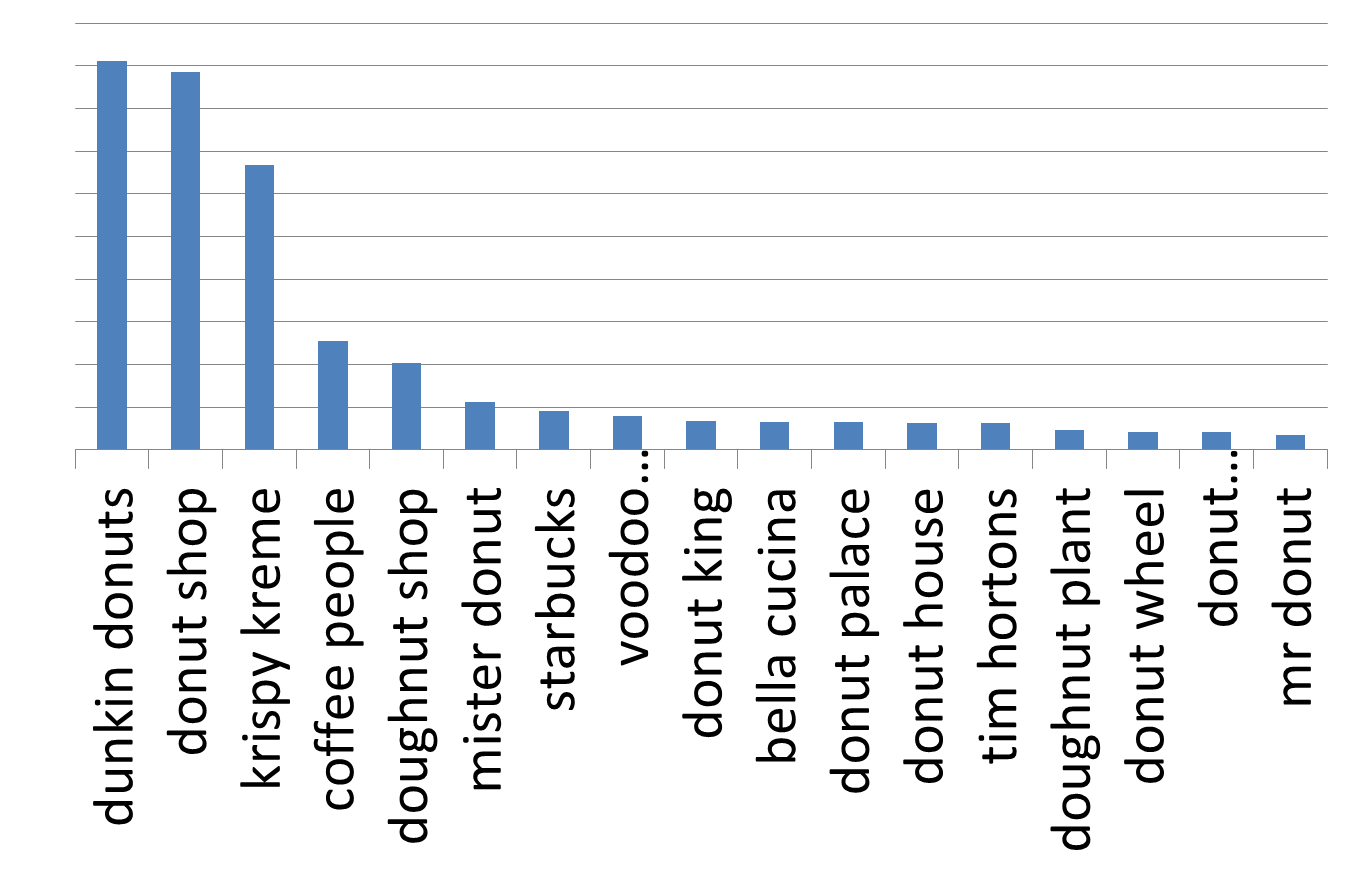 dunkin donuts
donut shop
krispy kreme
coffee people
doughnut shop
mister donut
starbucks
voodoo...
donut king
bella cucina
donut palace
donut house
tim hortons
doughnut plant
donut wheel
donut...
mr donut